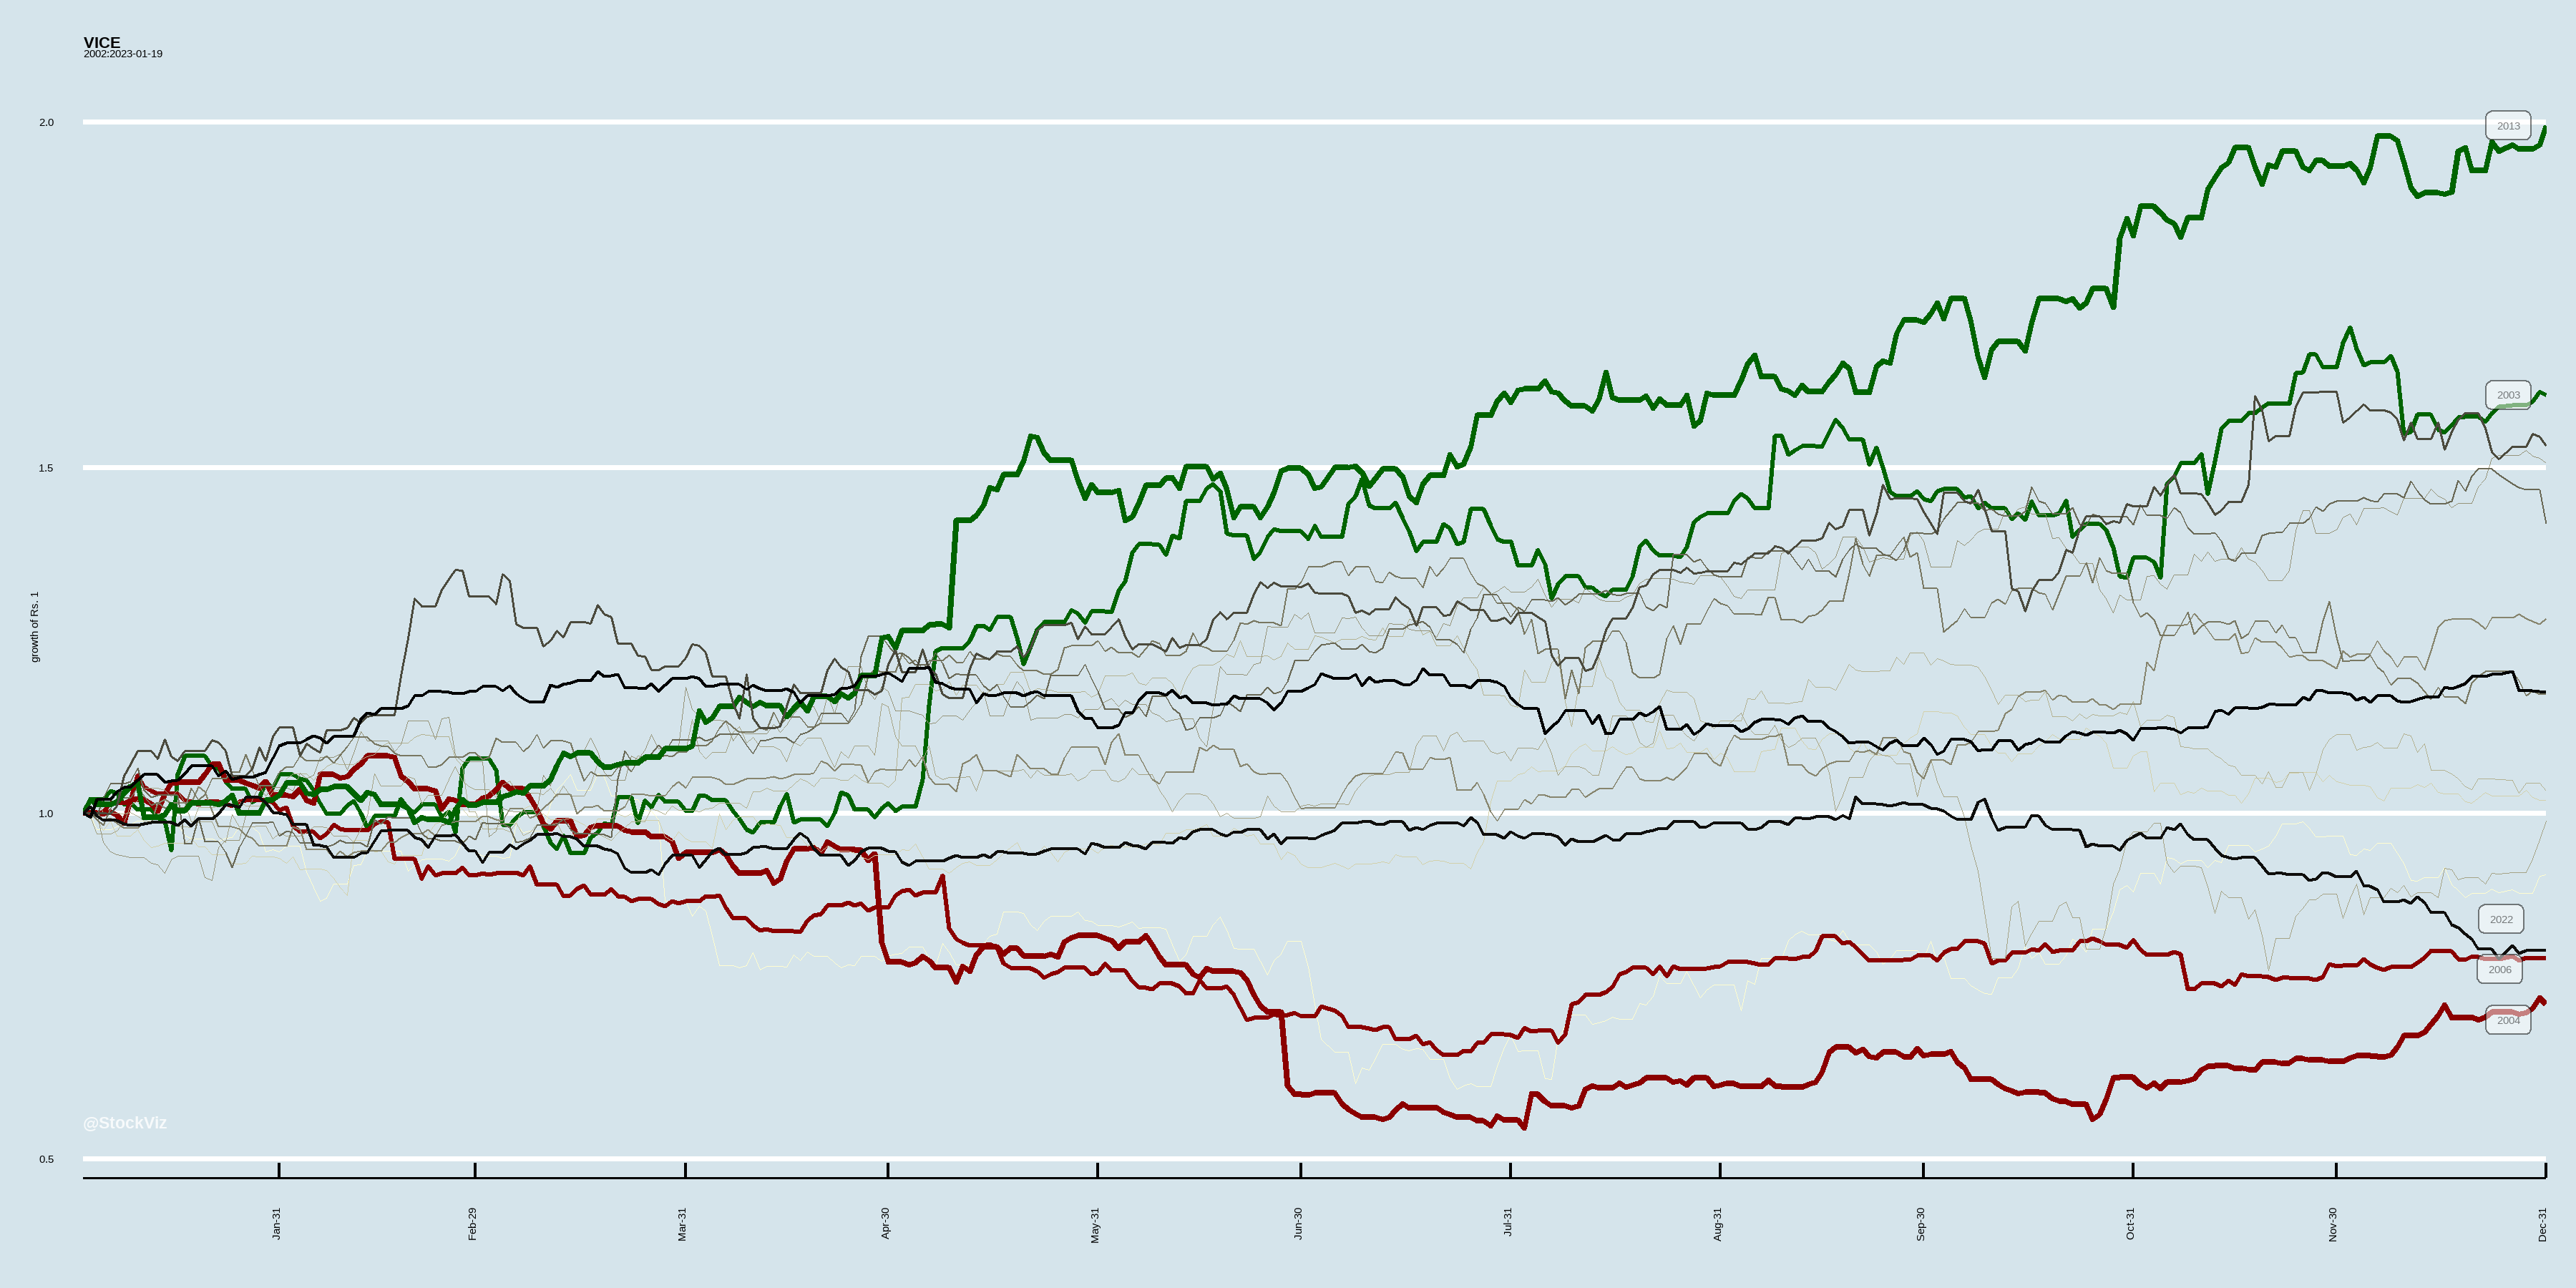 VICE
2002:2023-01-19
2.0
2013
2003
1.5
growth of Rs. 1
1.0
2022
2006
2004
@StockViz
0.5
Jan-31
Feb-29
Mar-31
Apr-30
May-31
Jun-30
Jul-31
Aug-31
Sep-30
Oct-31
Nov-30
Dec-31